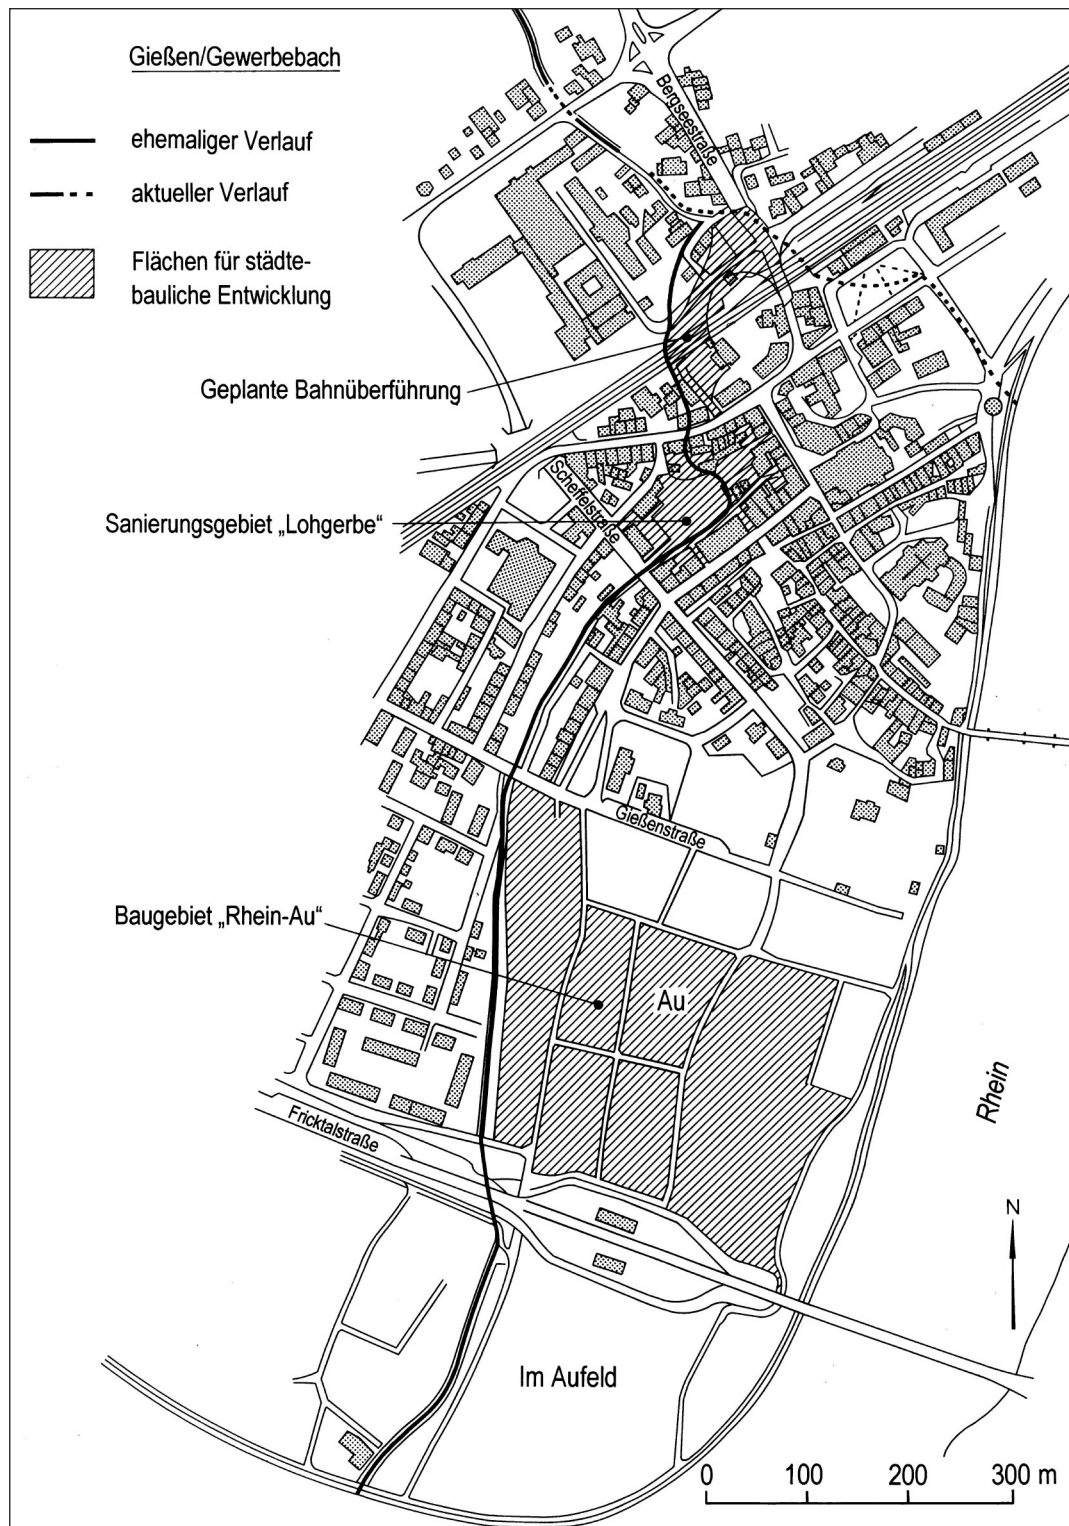 Gießen/Gewerbebach
ehemaliger Verlauf
aktueller Verlauf
Flächen für städte-
bauliche Entwicklung
Bergseestraße
Geplante Bahnüberführung
Scheffelstraße
Sanierungsgebiet „Lohgerbe“
Gießenstraße
Baugebiet „Rhein-Au“
Au
Rhein
Fricktalstraße
N
Im Aufeld
0 100 200 300 m